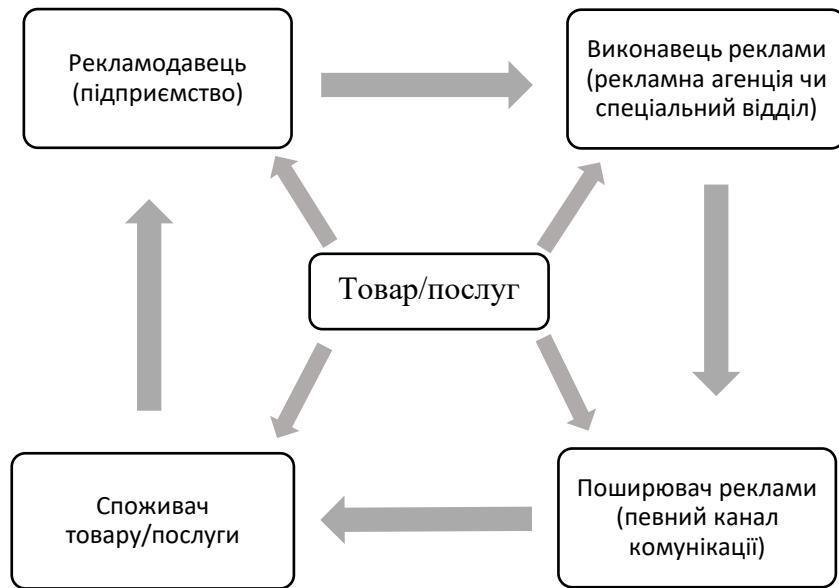 Рекламодавець
(підприємство)
Виконавець реклами
(рекламна агенція чи
спеціальний відділ)
Товар/послуг
Споживач
товару/послуги
Поширювач реклами
(певний канал
комунікації)